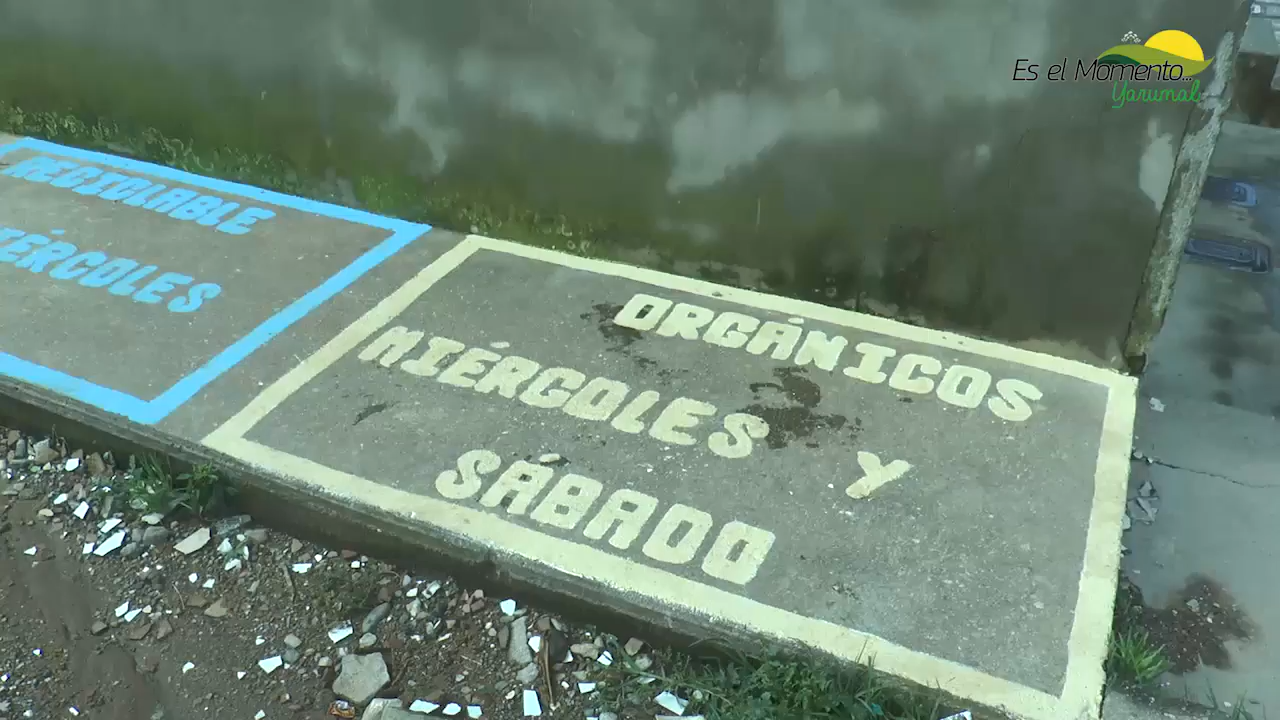 Es el Momento...
Yarumal
RECICLABLE
MIÉRCOLES
ORGÁNICOS
MIÉRCOLES Y
SÁBADO